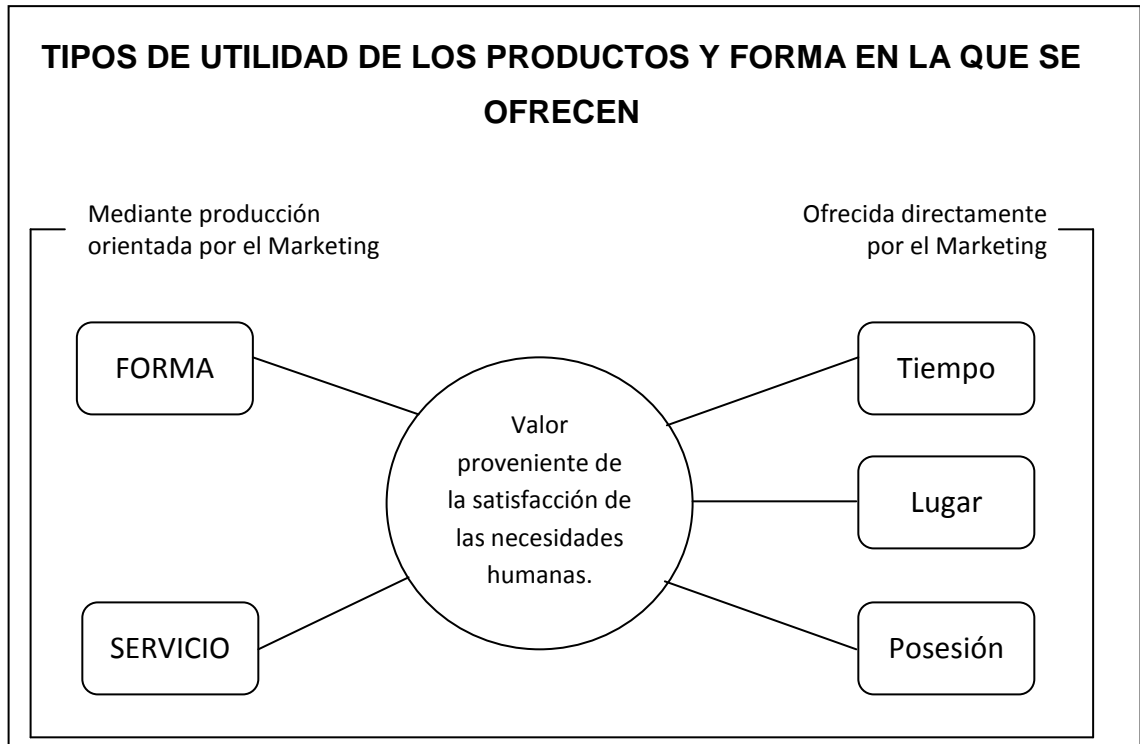 TIPOS DE UTILIDAD DE LOS PRODUCTOS Y FORMA EN LA QUE SE
OFRECEN
Mediante producción
orientada por el Marketing
Ofrecida directamente
por el Marketing
FORMA
SERVICIO
Valor
proveniente de
la satisfacción de
las necesidades
humanas.
Tiempo
Lugar
Posesión